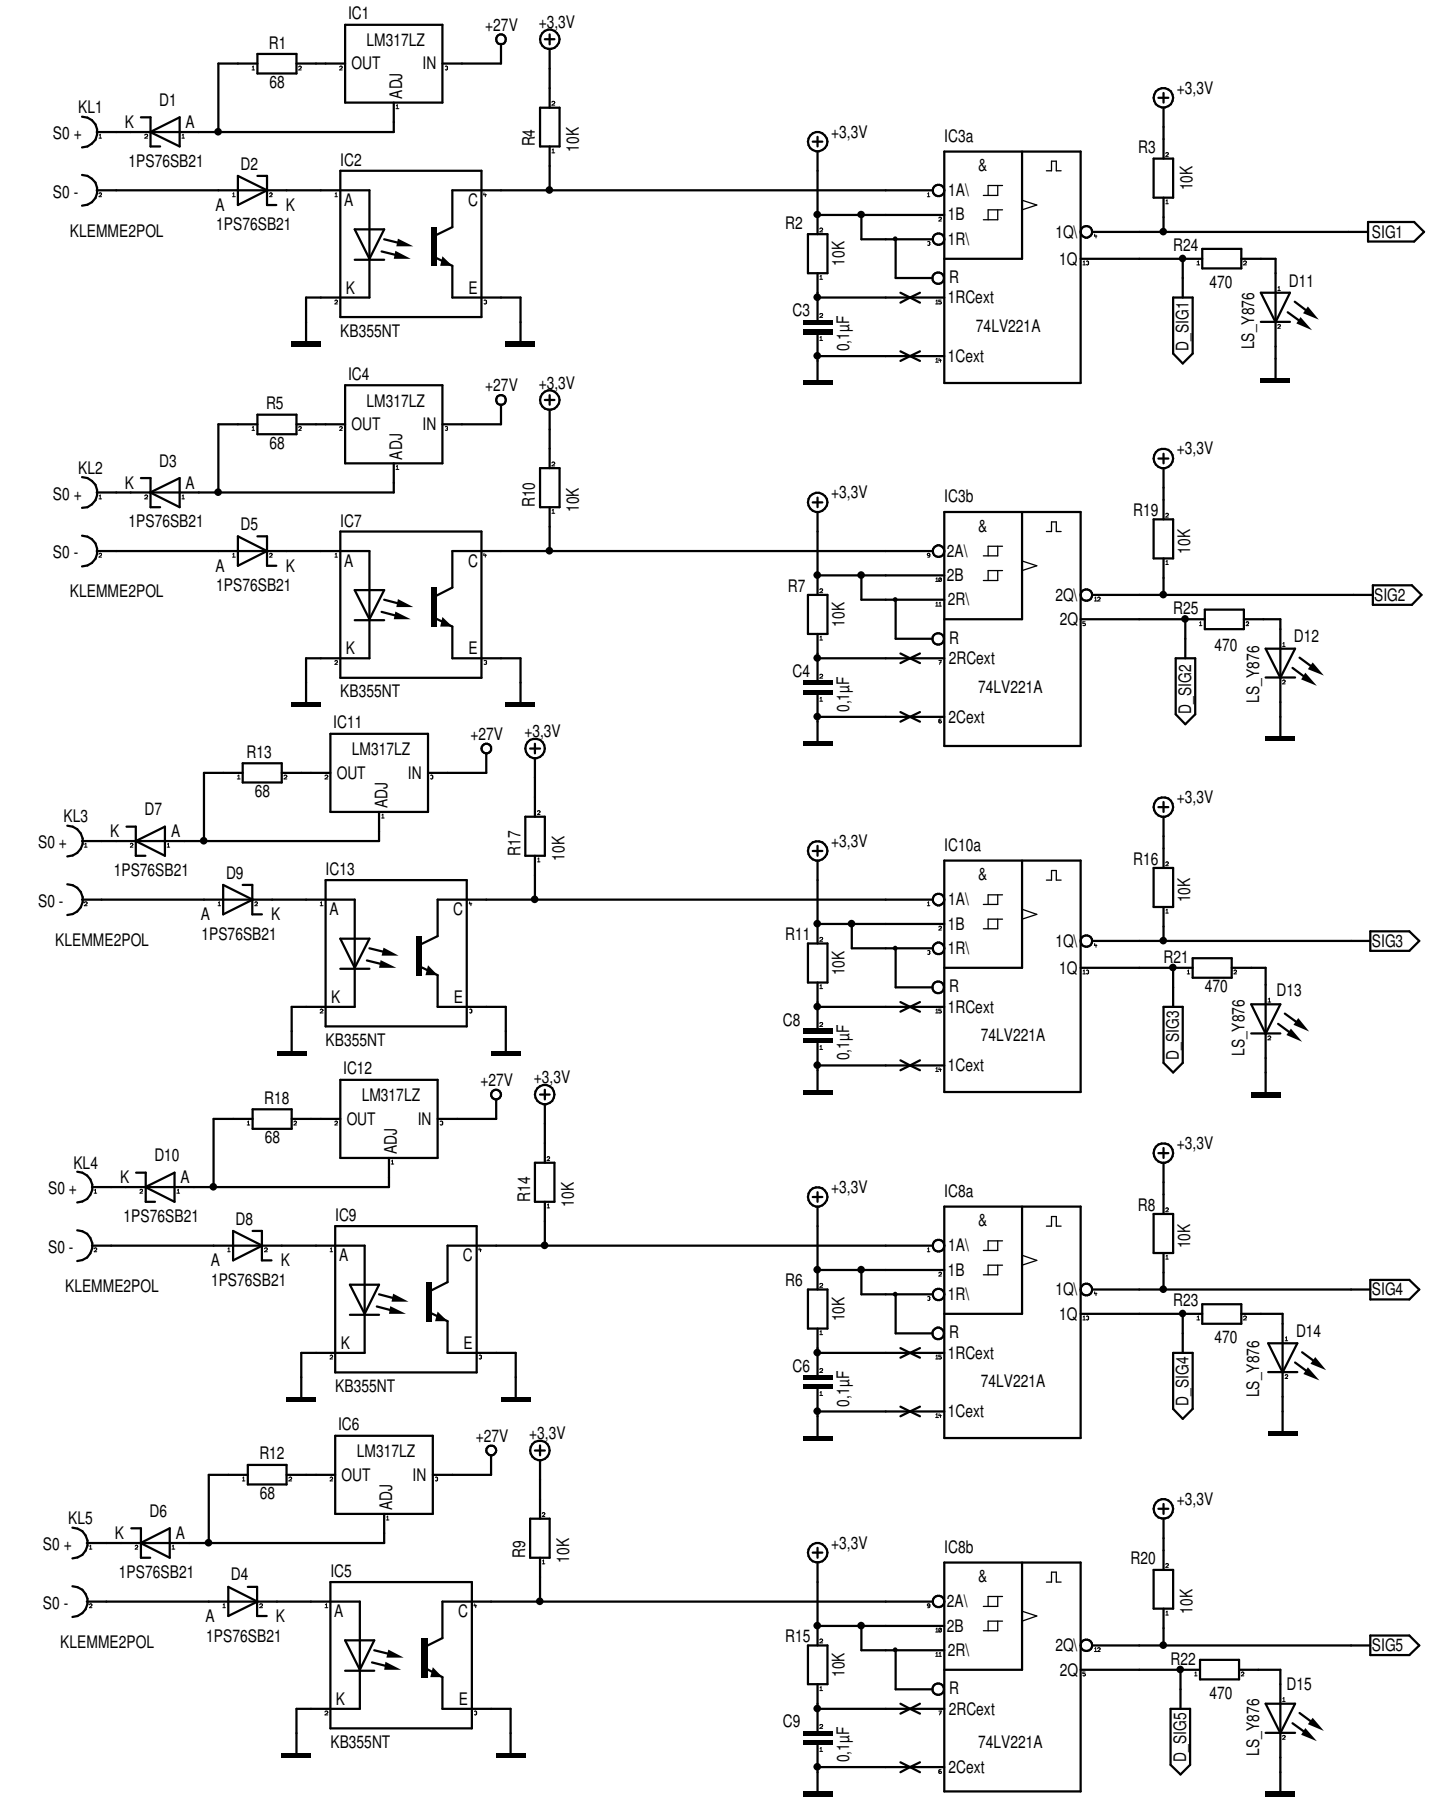 IC1
LM317LZ
OUT IN
ADJ
+27V
+3,3V
R1
68
KL1
S0 +
K D1 A
1PS76SB21
S0 -
KLEMME2POL
D2
A K
1PS76SB21
IC2
A C
K E
KB355NT
R4
10K
+3,3V
R2
10K
C3
0,1µF
IC3a
&
1A\
1B
1R\
R
1RCext
1Cext
74LV221A
1Q\
1Q
+3,3V
R3
10K
SIG1
R24
470
D_SIG1
D11
LS_Y876
IC4
LM317LZ
OUT IN
ADJ
+27V
+3,3V
R5
68
KL2
S0 +
K D3 A
1PS76SB21
S0 -
KLEMME2POL
D5
A K
1PS76SB21
IC7
A C
K E
KB355NT
R10
10K
+3,3V
R7
10K
C4
0,1µF
IC3b
&
2A\
2B
2R\
R
2RCext
2Cext
74LV221A
2Q\
2Q
+3,3V
R19
10K
SIG2
R25
470
D_SIG2
D12
LS_Y876
IC11
LM317LZ
OUT IN
ADJ
+27V
+3,3V
R13
68
KL3
S0 +
K D7 A
1PS76SB21
S0 -
KLEMME2POL
D9
A K
1PS76SB21
IC13
A C
K E
KB355NT
R17
10K
+3,3V
R11
10K
C8
0,1µF
IC10a
&
1A\
1B
1R\
R
1RCext
1Cext
74LV221A
1Q\
1Q
+3,3V
R16
10K
SIG3
R21
470
D_SIG3
D13
LS_Y876
IC12
LM317LZ
OUT IN
ADJ
+27V
+3,3V
R18
68
KL4
S0 +
K D10 A
1PS76SB21
S0 -
KLEMME2POL
D8
A K
1PS76SB21
IC9
A C
K E
KB355NT
R14
10K
+3,3V
R6
10K
C6
0,1µF
IC8a
&
1A\
1B
1R\
R
1RCext
1Cext
74LV221A
1Q\
1Q
+3,3V
R8
10K
SIG4
R23
470
D_SIG4
D14
LS_Y876
IC6
LM317LZ
OUT IN
ADJ
+27V
+3,3V
R12
68
KL5
S0 +
K D6 A
1PS76SB21
S0 -
KLEMME2POL
D4
A K
1PS76SB21
IC5
A C
K E
KB355NT
R9
10K
+3,3V
R15
10K
C9
0,1µF
IC8b
&
2A\
2B
2R\
R
2RCext
2Cext
74LV221A
2Q\
2Q
+3,3V
R20
10K
SIG5
R22
470
D_SIG5
D15
LS_Y876